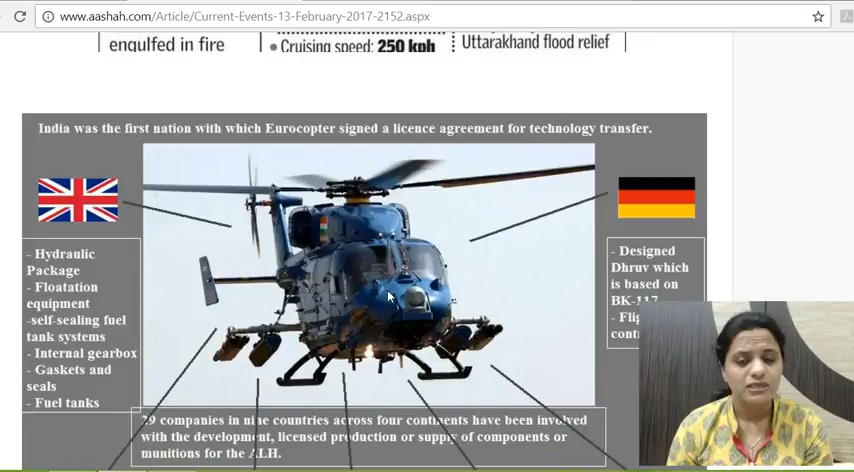 www.aashah.com/Article/Current-Events-13-February-2017-2152.aspx
engulfed in fire
Cruising speed: 250 kph
Uttarakhand flood relief
India was the first nation with which Eurocopter signed a licence agreement for technology transfer.
- Hydraulic
Package
- Floatation
equipment
-self-sealing fuel
tank systems
- Internal gearbox
- Gaskets and
seals
- Fuel tanks
- Designed
Dhruv which
is based on
BK-117
29 companies in nine countries across four continents have been involved
with the development, licensed production or supply of components or
munitions for the ALH.